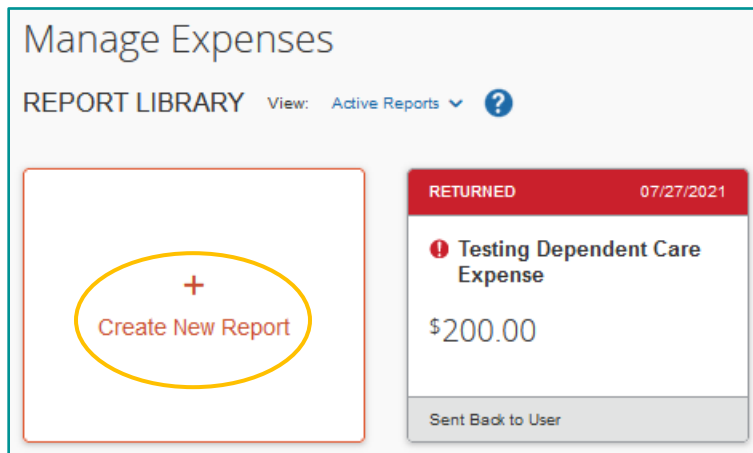 Manage Expenses
REPORT LIBRARY View: Active Reports ?
+
Create New Report
RETURNED 07/27/2021
! Testing Dependent Care
Expense
$200.00
Sent Back to User